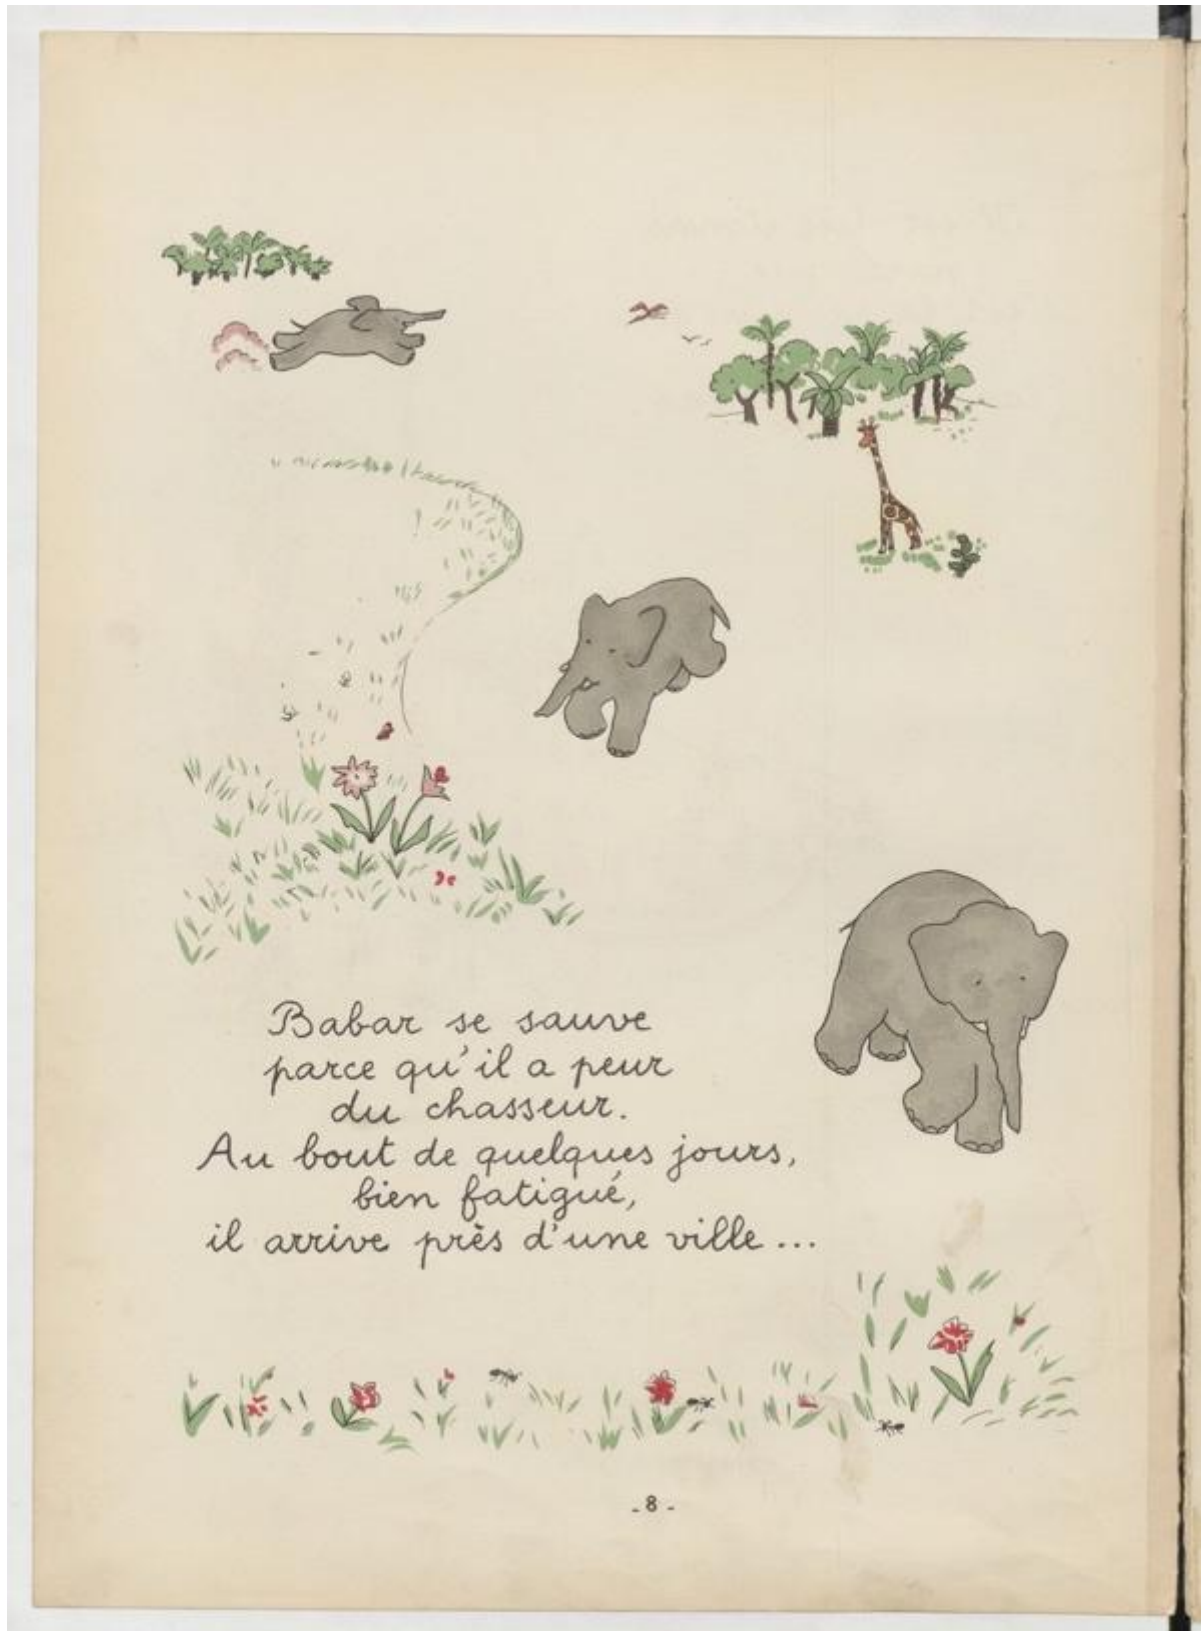 Babar se sauve
parce qu'il a peur
du chasseur.
Au bout de quelques jours,
bien fatigué,
il arrive près d'une ville ...
- 8 -